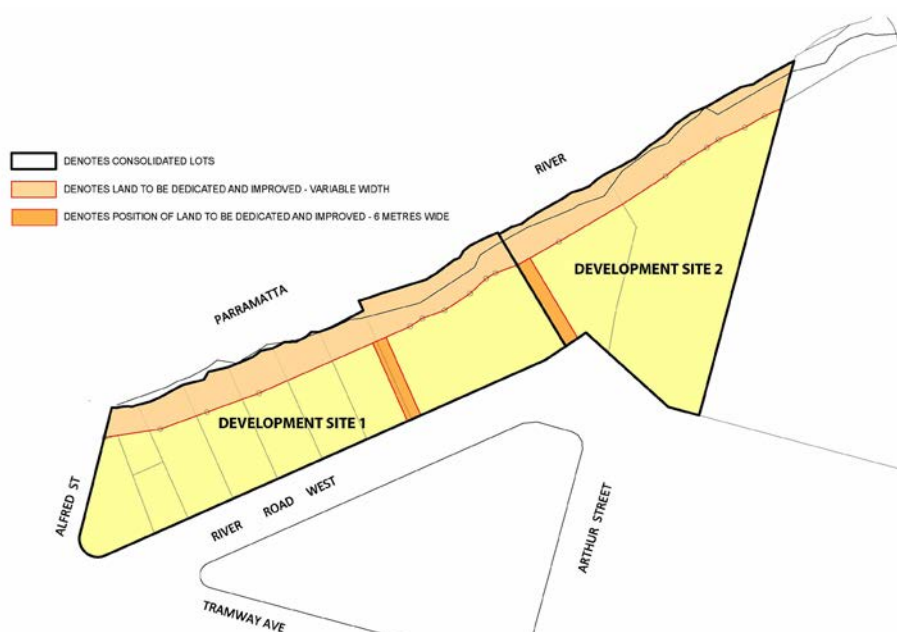 RIVER
DENOTES CONSOLIDATED LOTS
DENOTES LAND TO BE DEDICATED AND IMPROVED - VARIABLE WIDTH
DENOTES POSITION OF LAND TO BE DEDICATED AND IMPROVED - 6 METRES WIDE
DEVELOPMENT SITE 2
PARRAMATTA
DEVELOPMENT SITE 1
ALFRED ST
RIVER ROAD WEST
ARTHUR STREET
TRAMWAY AVE